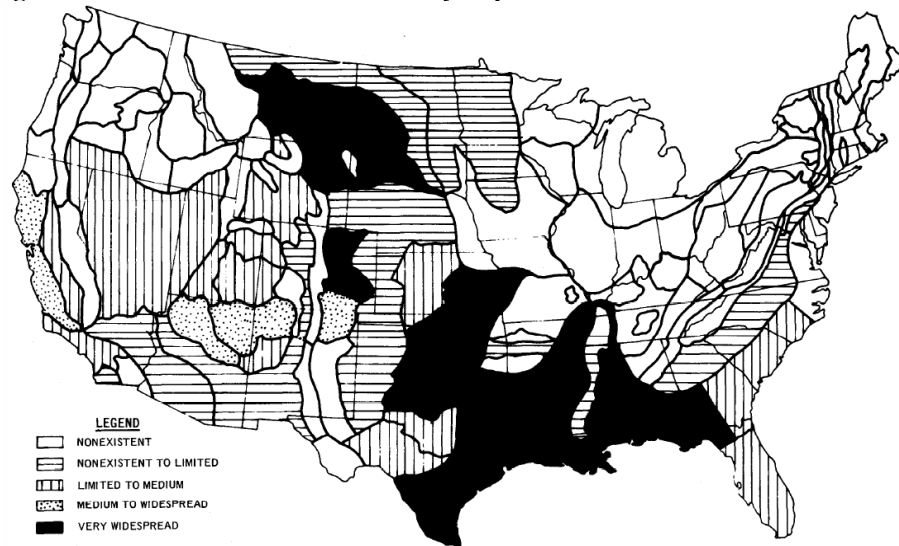 LEGEND
NONEXISTENT
NONEXISTENT TO LIMITED
LIMITED TO MEDIUM
MEDIUM TO WIDESPREAD
VERY WIDESPREAD